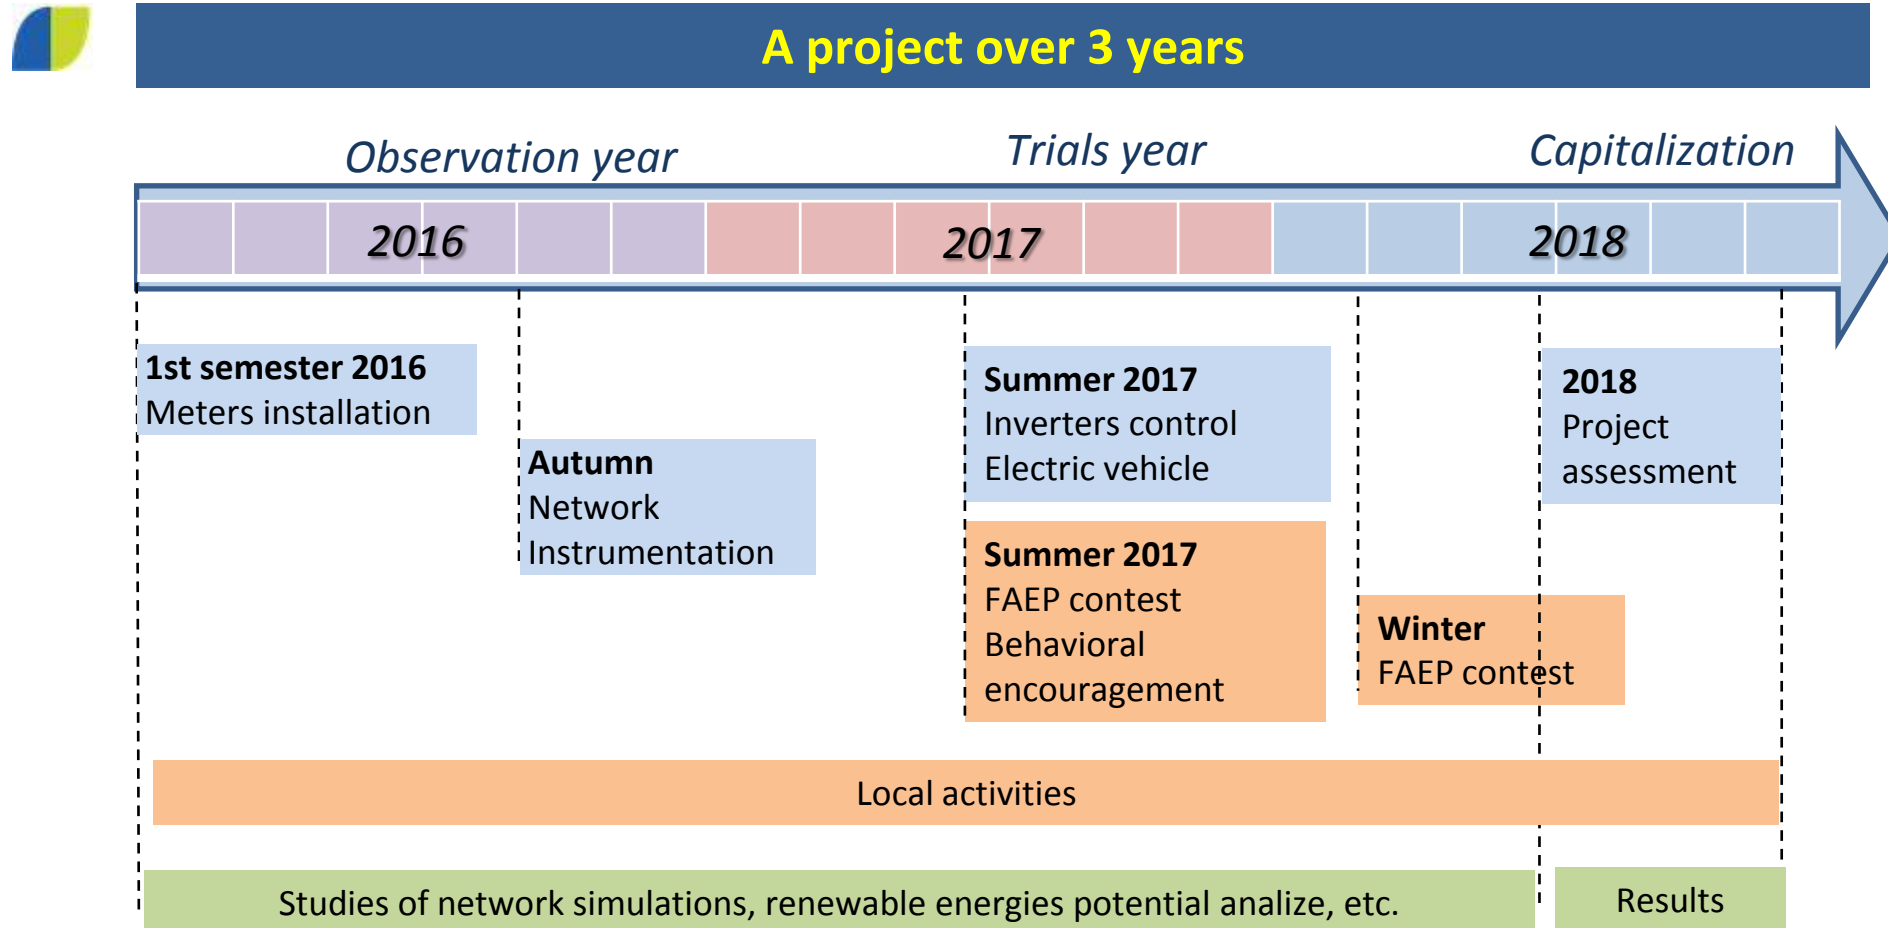 A project over 3 years
Observation year
Trials year
Capitalization
2016
2017
2018
1st semester 2016
Meters installation
Autumn
Network
Instrumentation
Summer 2017
Inverters control
Electric vehicle
Summer 2017
FAEP contest
Behavioral
encouragement
Winter
FAEP contest
2018
Project
assessment
Local activities
Studies of network simulations, renewable energies potential analize, etc.
Results